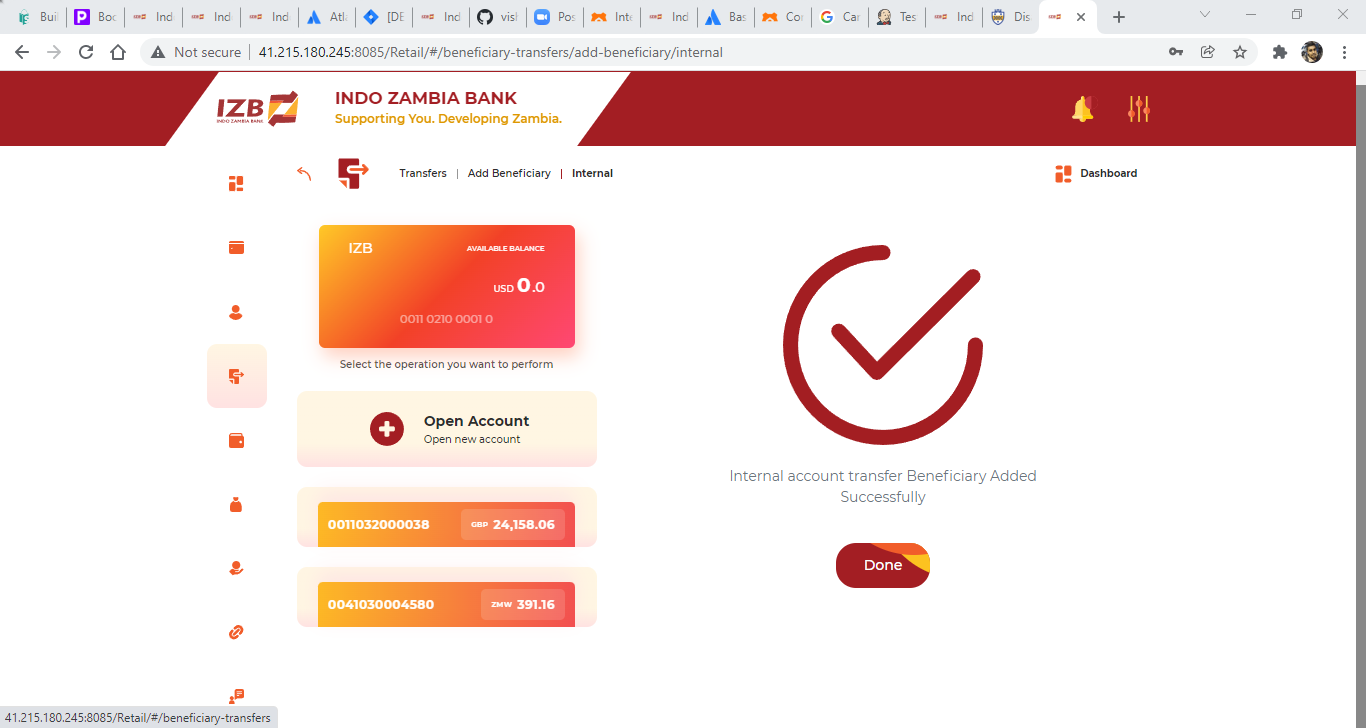 Buil
Boc
Ind
Ind
Ind
Atla
[DE
Ind
vish
Pos
Inte
Ind
Bas
Cor
Car
Tes
Ind
Dis
Not secure
41.215.180.245:8085/Retail/#/beneficiary-transfers/add-beneficiary/internal
IZB
INDO ZAMBIA BANK
INDO ZAMBIA BANK
Supporting You. Developing Zambia.
Transfers | Add Beneficiary | Internal
Dashboard
IZB
AVAILABLE BALANCE
USD 0.0
0011 0210 0001 0
Select the operation you want to perform
Open Account
Open new account
0011032000038
GBP 24,158.06
0041030004580
ZMW 391.16
Internal account transfer Beneficiary Added
Successfully
Done
41.215.180.245:8085/Retail/#/beneficiary-transfers